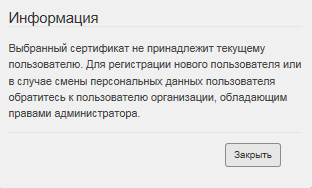 Информация
Выбранный сертификат не принадлежит текущему
пользователю. Для регистрации нового пользователя или
в случае смены персональных данных пользователя
обратитесь к пользователю организации, обладающим
правами администратора.
Закрыть